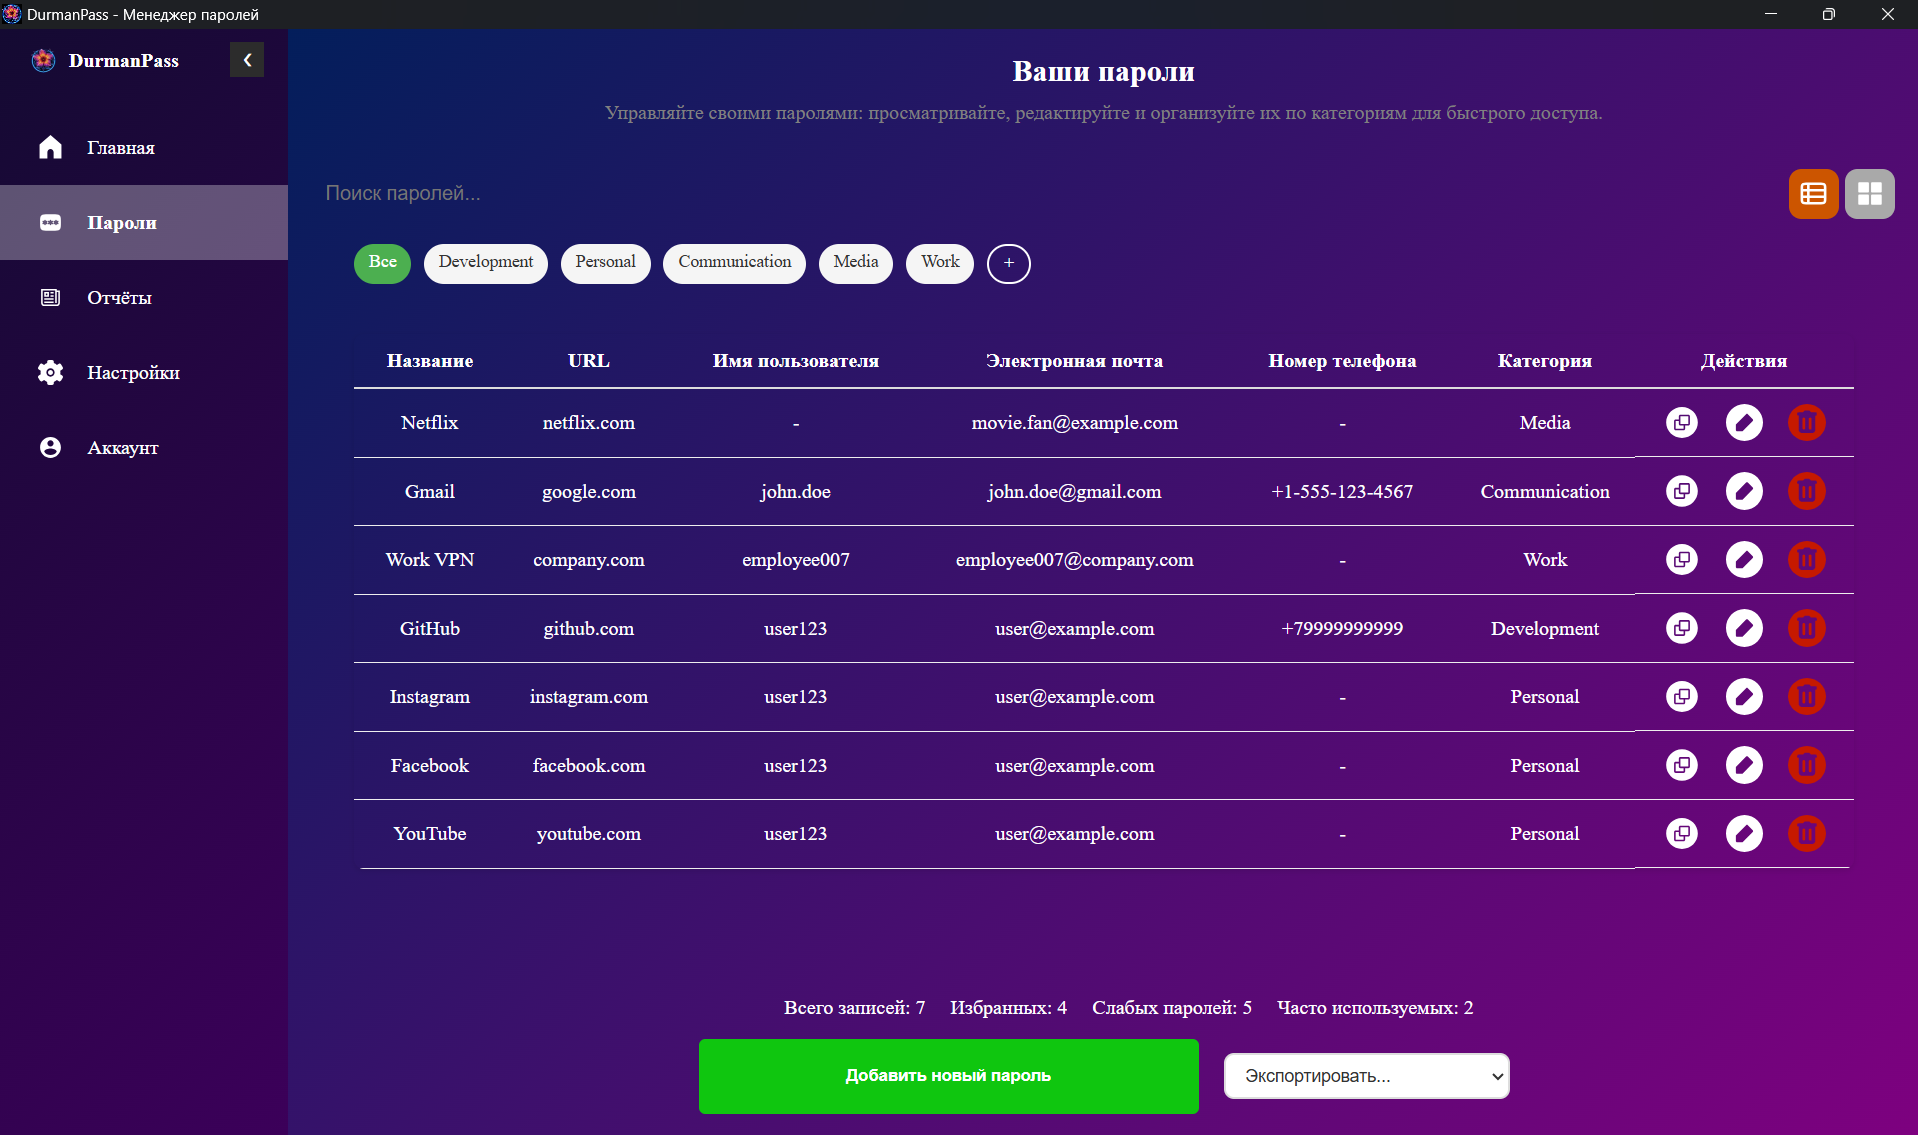 DurmanPass - Менеджер паролей
DurmanPass
Главная
Пароли
Отчёты
Настройки
Аккаунт
Ваши пароли
Управляйте своими паролями: просматривайте, редактируйте и организуйте их по категориям для быстрого доступа.
Поиск паролей...
Все Development Personal Communication Media Work +
Название URL Имя пользователя Электронная почта Номер телефона Категория Действия
Netflix netflix.com - movie.fan@example.com - Media
Gmail google.com john.doe john.doe@gmail.com +1-555-123-4567 Communication
Work VPN company.com employee007 employee007@company.com - Work
GitHub github.com user123 user@example.com +79999999999 Development
Instagram instagram.com user123 user@example.com - Personal
Facebook facebook.com user123 user@example.com - Personal
YouTube youtube.com user123 user@example.com - Personal
Всего записей: 7 Избранных: 4 Слабых паролей: 5 Часто используемых: 2
Добавить новый пароль Экспортировать...